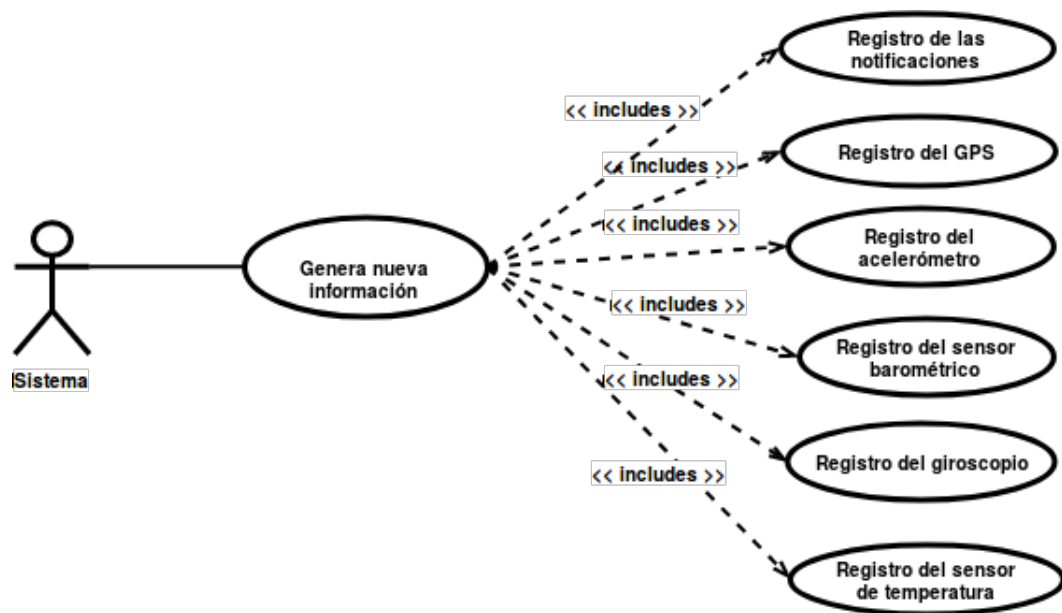 Registro de las
notificaciones
<< includes >>
<< includes >>
Registro del GPS
<< includes >>
Registro del
acelerómetro
Genera nueva
información
<< includes >>
Sistema
Registro del sensor
barométrico
<< includes >>
Registro del giroscopio
<< includes >>
Registro del sensor
de temperatura